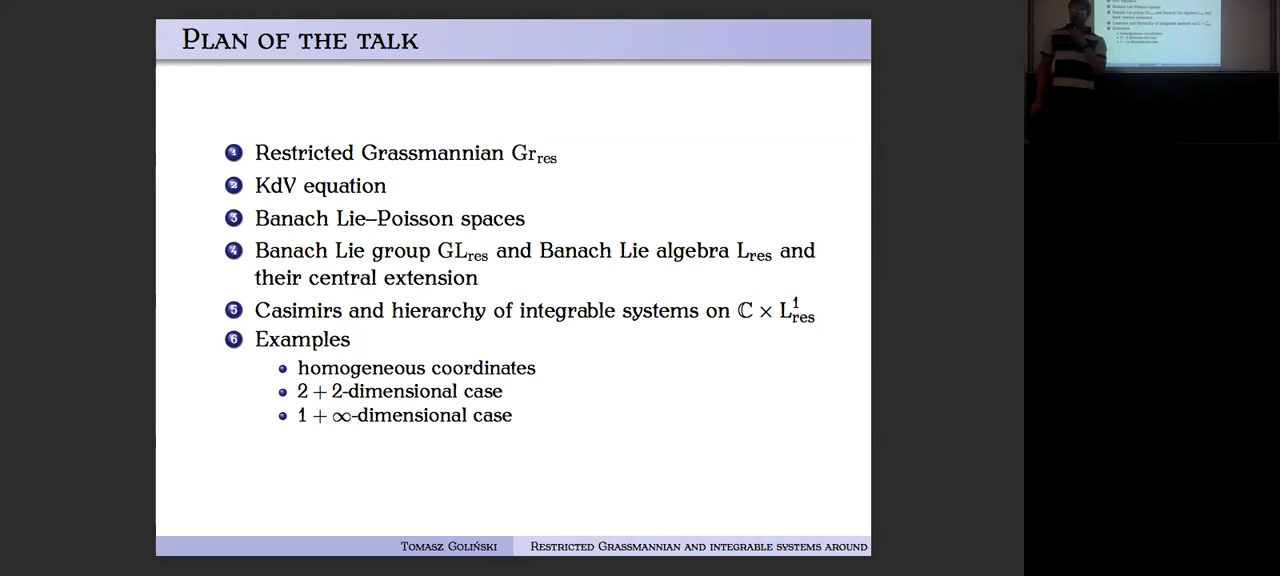 PLAN OF THE TALK
1 Restricted Grassmannian Gr_res
2 KdV equation
3 Banach Lie–Poisson spaces
4 Banach Lie group GL_res and Banach Lie algebra L_res and
their central extension
5 Casimirs and hierarchy of integrable systems on ℂ × L^1_res
6 Examples
homogeneous coordinates
2 + 2-dimensional case
1 + ∞-dimensional case
TOMASZ GOLIŃSKI RESTRICTED GRASSMANNIAN AND INTEGRABLE SYSTEMS AROUND